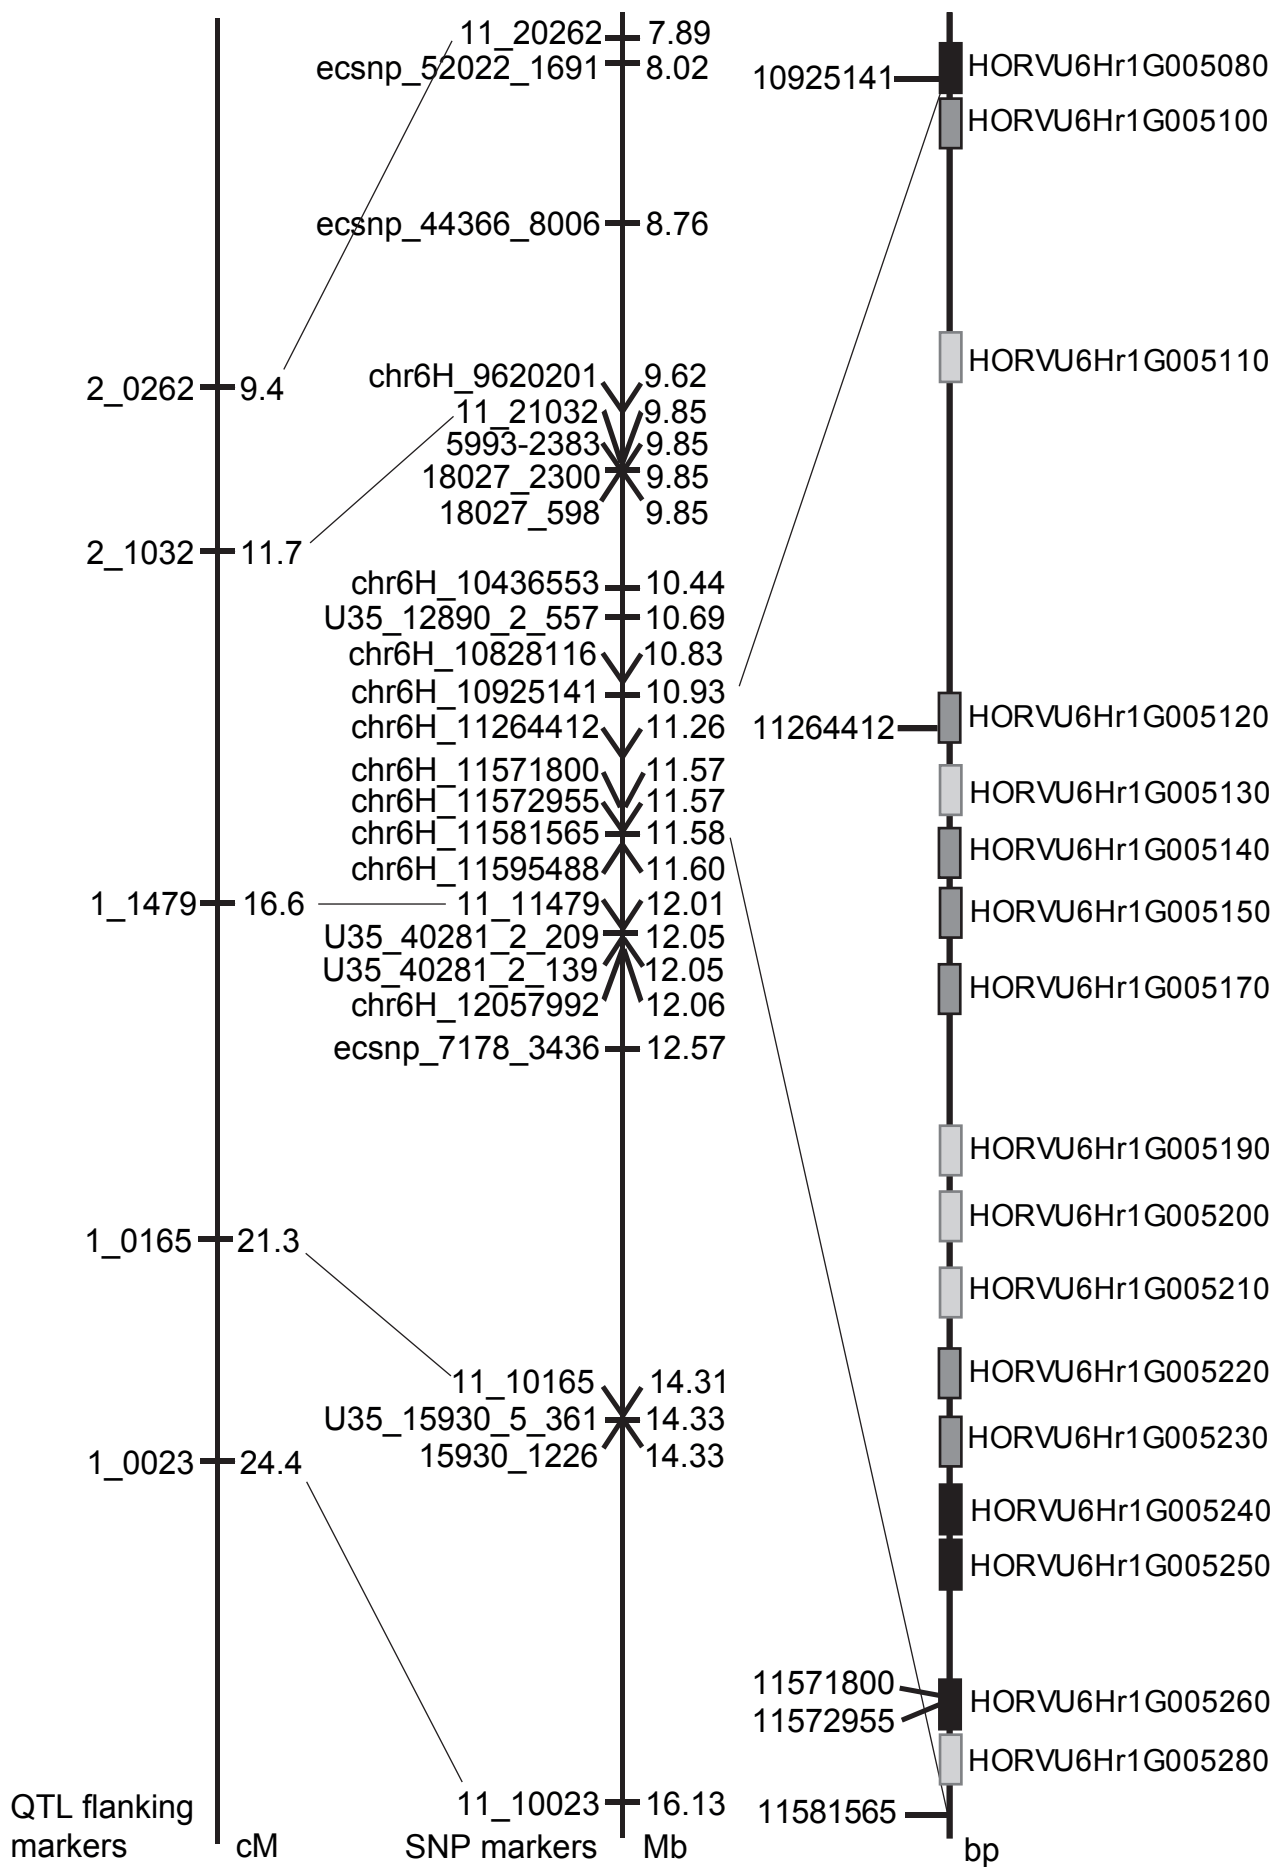 2_0262 9.4
2_1032 11.7
1_1479 16.6
1_0165 21.3
1_0023 24.4
QTL flanking
markers
cM
11_20262 7.89
ecsnp_52022_1691 8.02
ecsnp_44366_8006 8.76
chr6H_9620201 9.62
11_21032 9.85
5993-2383 9.85
18027_2300 9.85
18027_598 9.85
chr6H_10436553 10.44
U35_12890_2_557 10.69
chr6H_10828116 10.83
chr6H_10925141 10.93
chr6H_11264412 11.26
chr6H_11571800 11.57
chr6H_11572955 11.57
chr6H_11581565 11.58
chr6H_11595488 11.60
11_11479 12.01
U35_40281_2_209 12.05
U35_40281_2_139 12.05
chr6H_12057992 12.06
ecsnp_7178_3436 12.57
11_10165 14.31
U35_15930_5_361 14.33
15930_1226 14.33
11_10023 16.13
SNP markers Mb
10925141 HORVU6Hr1G005080
HORVU6Hr1G005100
HORVU6Hr1G005110
11264412 HORVU6Hr1G005120
HORVU6Hr1G005130
HORVU6Hr1G005140
HORVU6Hr1G005150
HORVU6Hr1G005170
HORVU6Hr1G005190
HORVU6Hr1G005200
HORVU6Hr1G005210
HORVU6Hr1G005220
HORVU6Hr1G005230
HORVU6Hr1G005240
HORVU6Hr1G005250
11571800
HORVU6Hr1G005260
11572955
HORVU6Hr1G005280
11581565
bp